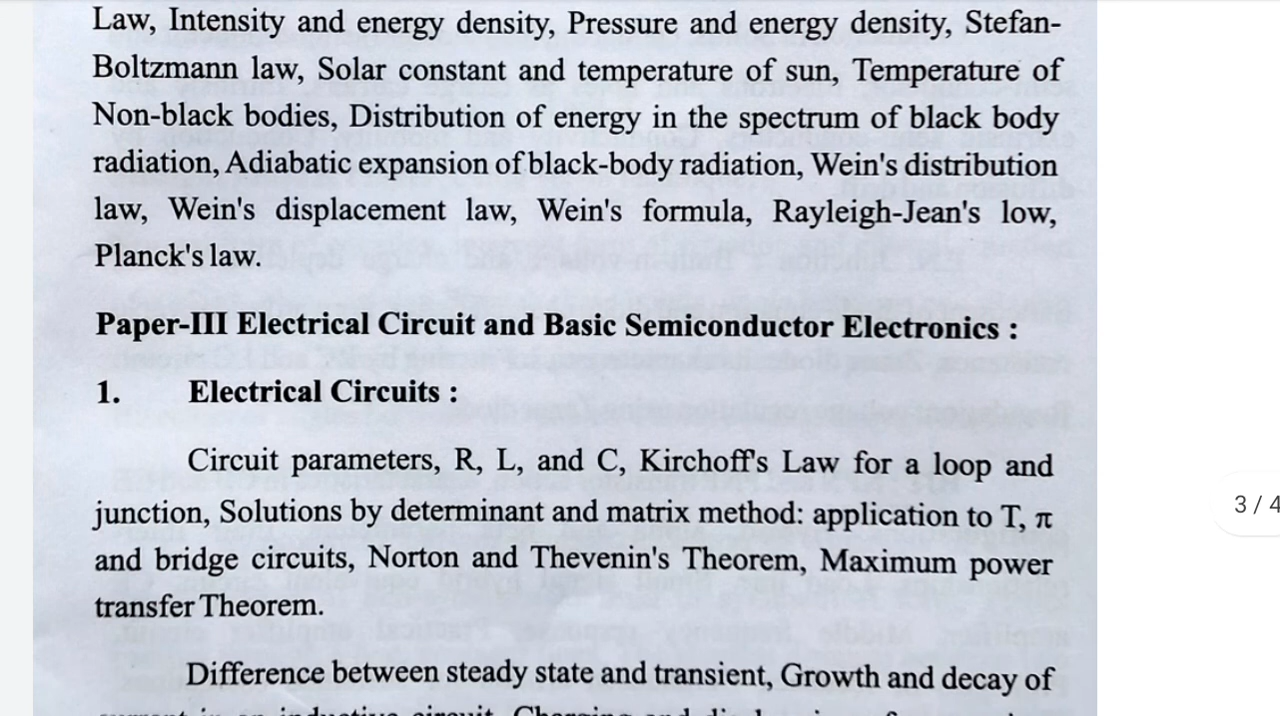 Law, Intensity and energy density, Pressure and energy density, Stefan-
Boltzmann law, Solar constant and temperature of sun, Temperature of
Non-black bodies, Distribution of energy in the spectrum of black body
radiation, Adiabatic expansion of black-body radiation, Wein's distribution
law, Wein's displacement law, Wein's formula, Rayleigh-Jean's low,
Planck's law.
Paper-III Electrical Circuit and Basic Semiconductor Electronics :
1. Electrical Circuits :
Circuit parameters, R, L, and C, Kirchoff's Law for a loop and
junction, Solutions by determinant and matrix method: application to T, π
and bridge circuits, Norton and Thevenin's Theorem, Maximum power
transfer Theorem.
3 / 4
Difference between steady state and transient, Growth and decay of